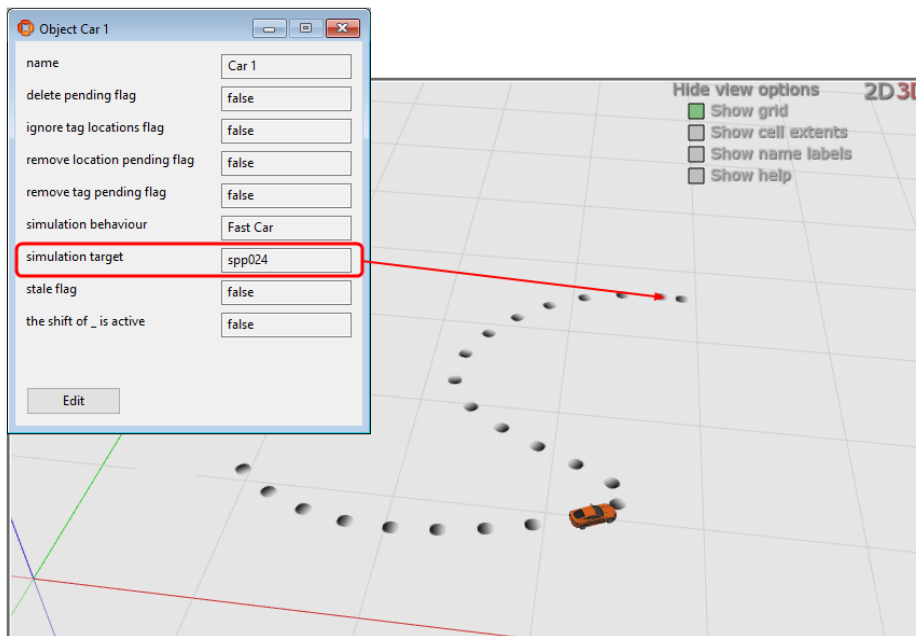 Object Car 1
name Car 1
delete pending flag false
ignore tag locations flag false
remove location pending flag false
remove tag pending flag false
simulation behaviour Fast Car
simulation target spp024
stale flag false
the shift of _ is active false
Edit
Hide view options 2D 3D
Show grid
Show cell extents
Show name labels
Show help